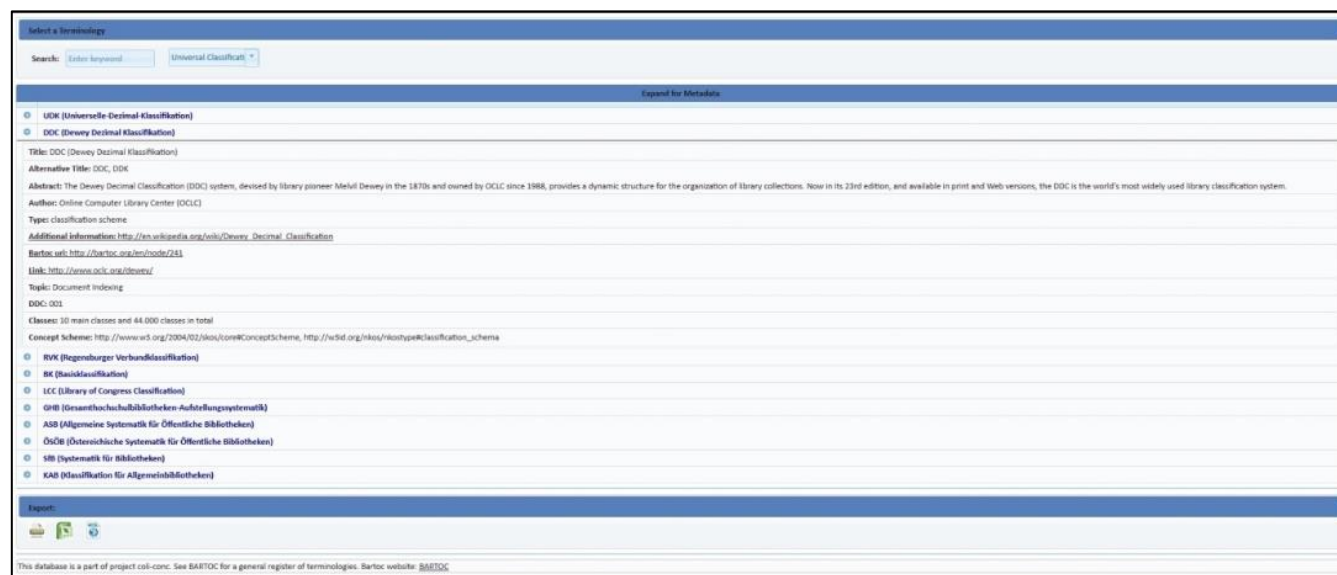 Select a Terminology
Search: Enter keyword Universal Classificati
Expand for Metadata
UDK (Universelle-Dezimal-Klassifikation)
DDC (Dewey Dezimal Klassifikation)
Title: DDC (Dewey Dezimal Klassifikation)
Alternative Title: DDC, DDK
Abstract: The Dewey Decimal Classification (DDC) system, devised by library pioneer Melvil Dewey in the 1870s and owned by OCLC since 1988, provides a dynamic structure for the organization of library collections. Now in its 23rd edition, and available in print and Web versions, the DDC is the world's most widely used library classification system.
Author: Online Computer Library Center (OCLC)
Type: classification scheme
Additional information: http://en.wikipedia.org/wiki/Dewey_Decimal_Classification
Bartoc url: http://bartoc.org/en/node/241
Link: http://www.oclc.org/dewey/
Topic: Document Indexing
DDC: 001
Classes: 10 main classes and 44.000 classes in total
Concept Scheme: http://www.w3.org/2004/02/skos/core#ConceptScheme, http://w3id.org/nkos/nkostype#classification_schema
RVK (Regensburger Verbundklassifikation)
BK (Basisklassifikation)
LCC (Library of Congress Classification)
GHB (Gesamthochschulbibliotheken-Aufstellungssystematik)
ASB (Allgemeine Systematik für Öffentliche Bibliotheken)
ÖSÖB (Östereichische Systematik für Öffentliche Bibliotheken)
SfB (Systematik für Bibliotheken)
KAB (Klassifikation für Allgemeinbibliotheken)
Export:
This database is a part of project coli-conc. See BARTOC for a general register of terminologies. Bartoc website: BARTOC